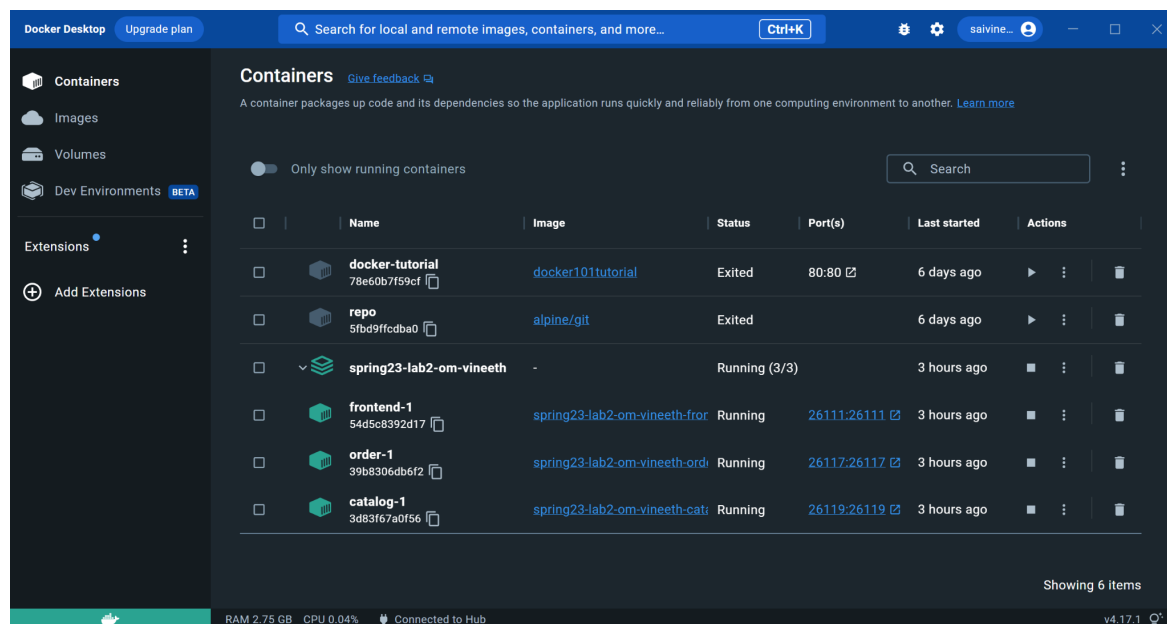 Docker Desktop Upgrade plan Search for local and remote images, containers, and more... Ctrl+K saivine...
Containers
Images
Volumes
Dev Environments BETA
Extensions
Add Extensions
Containers Give feedback
A container packages up code and its dependencies so the application runs quickly and reliably from one computing environment to another. Learn more
Only show running containers Search
Name Image Status Port(s) Last started Actions
docker-tutorial docker101tutorial Exited 80:80 6 days ago
78e60b7f59cf
repo alpine/git Exited 6 days ago
5fbd9ffcdba0
spring23-lab2-om-vineeth - Running (3/3) 3 hours ago
frontend-1 spring23-lab2-om-vineeth-fror Running 26111:26111 3 hours ago
54d5c8392d17
order-1 spring23-lab2-om-vineeth-ord Running 26117:26117 3 hours ago
39b8306db6f2
catalog-1 spring23-lab2-om-vineeth-cata Running 26119:26119 3 hours ago
3d83f67a0f56
Showing 6 items
RAM 2.75 GB CPU 0.04% Connected to Hub v4.17.1